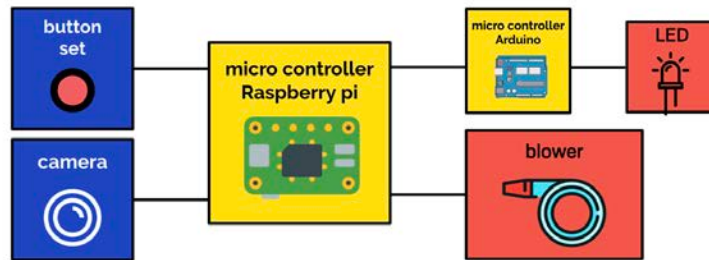 button
set
camera
micro controller
Raspberry pi
micro controller
Arduino
LED
blower